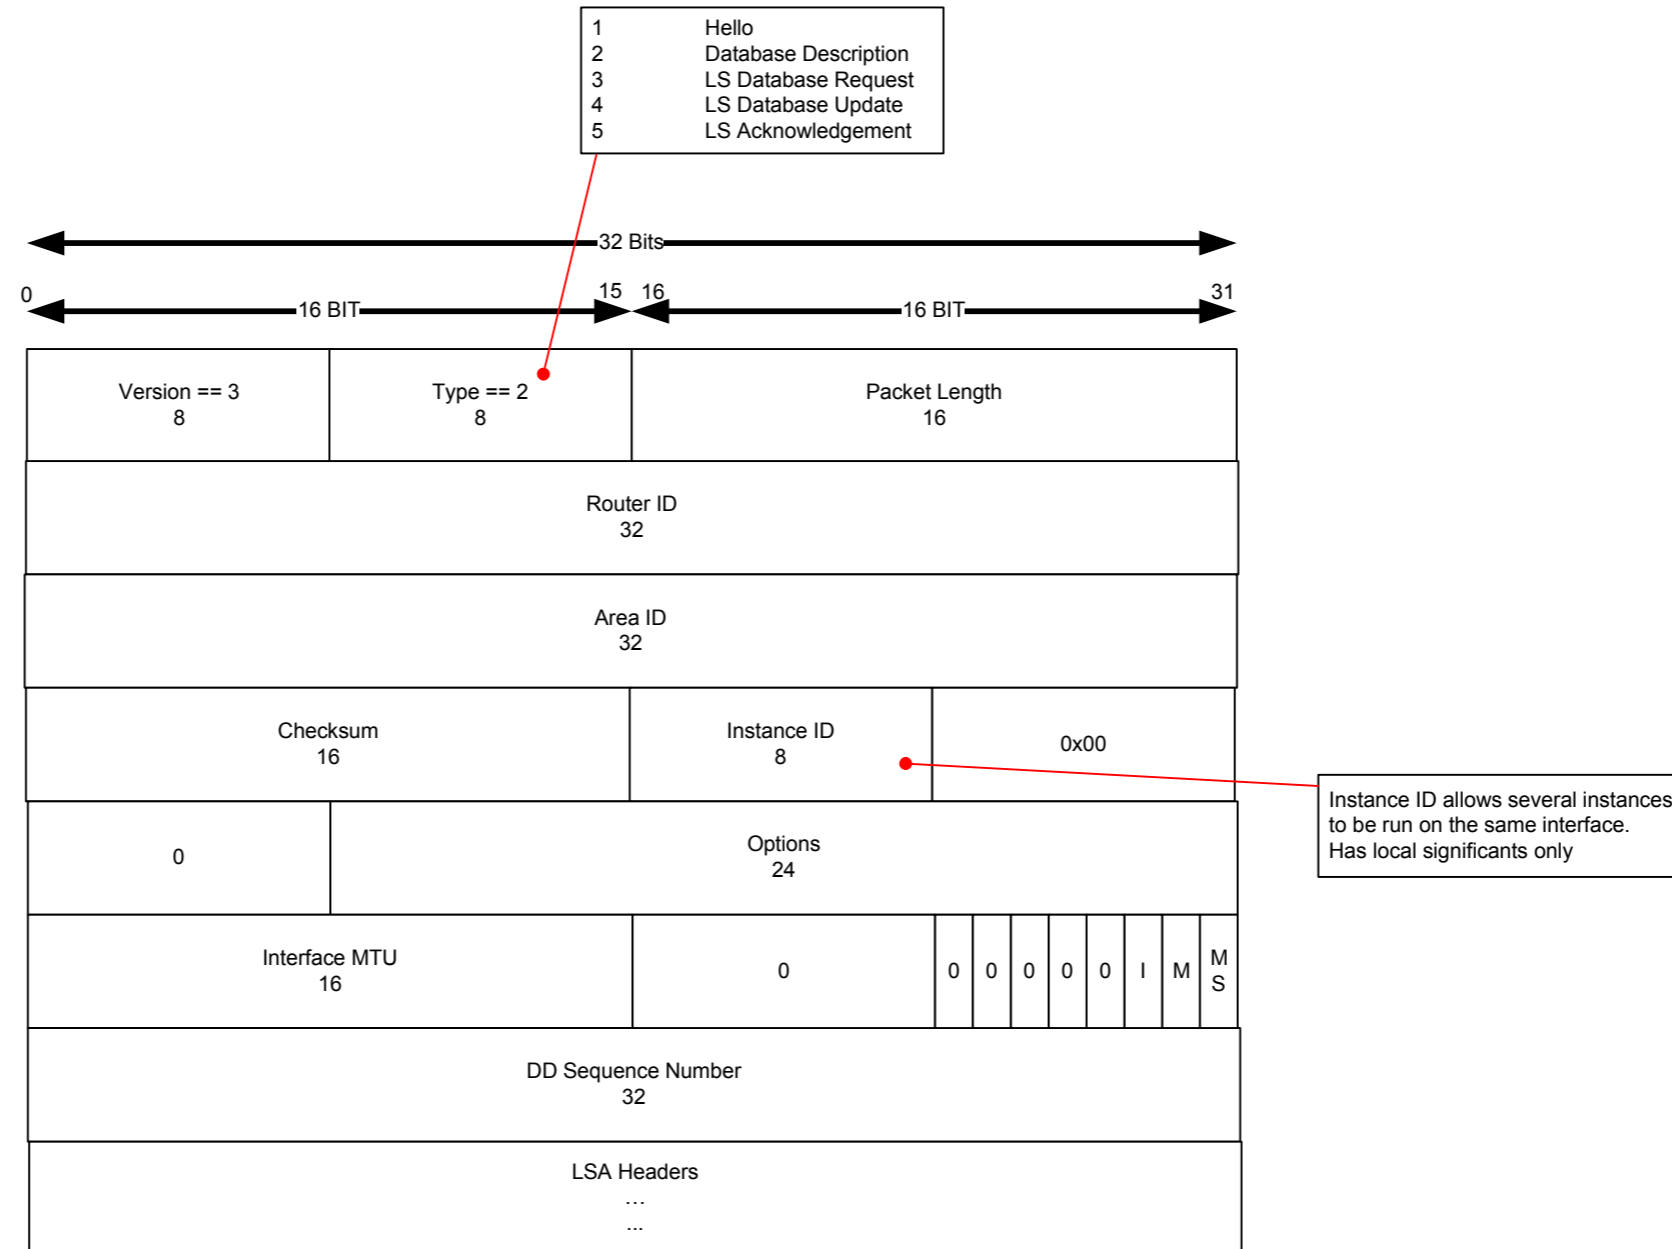 1 Hello
2 Database Description
3 LS Database Request
4 LS Database Update
5 LS Acknowledgement
32 Bits
0 16 BIT 15 16 16 BIT 31
Version == 3
8
Type == 2
8
Packet Length
16
Router ID
32
Area ID
32
Checksum
16
Instance ID
8
0x00
Instance ID allows several instances
to be run on the same interface.
Has local significants only
0
Options
24
Interface MTU
16
0
0 0 0 0 0 I M M
S
DD Sequence Number
32
LSA Headers
...
...